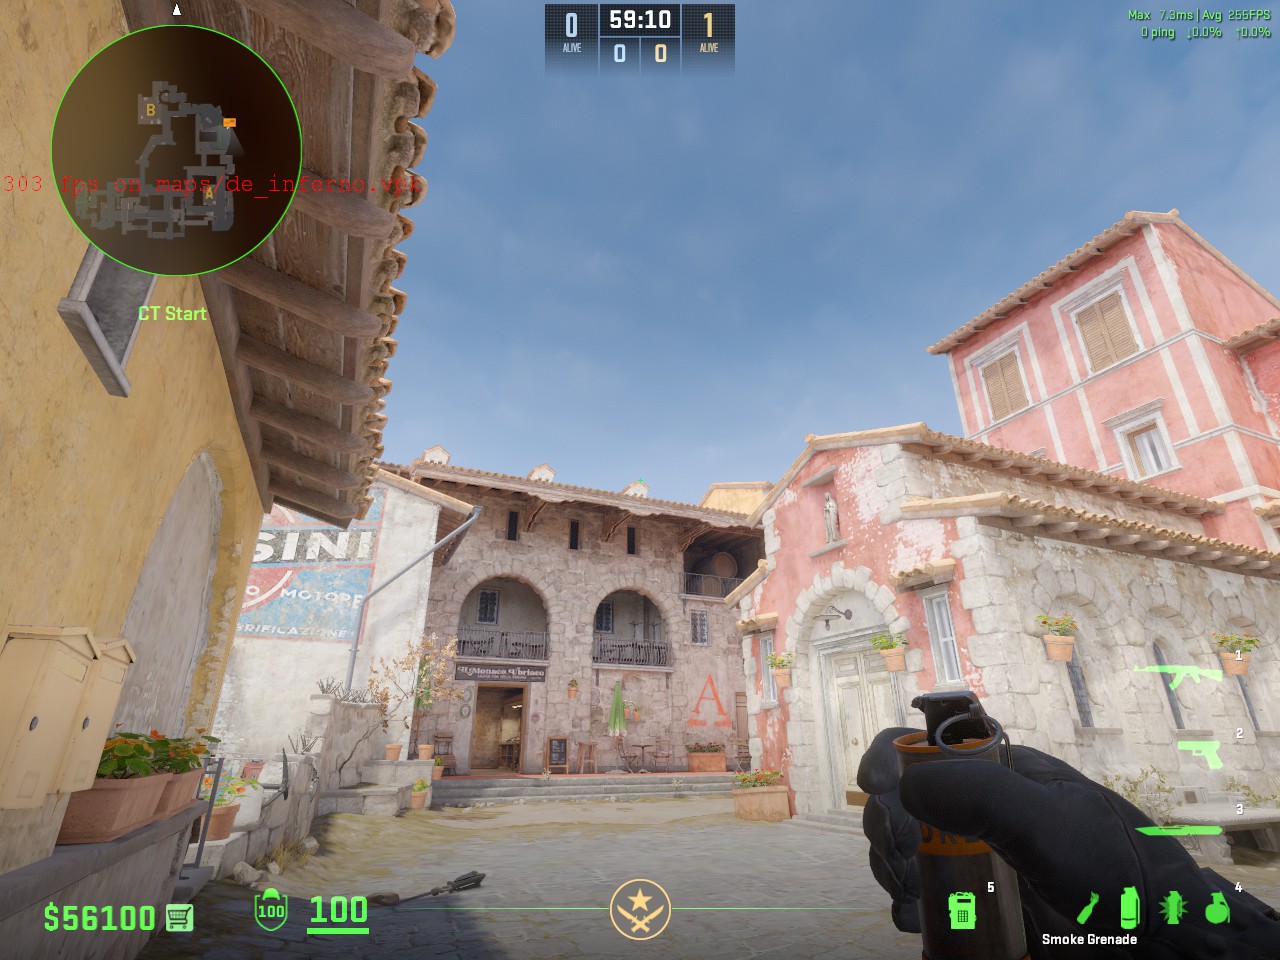 0
ALIVE
59:10
0 0
1
ALIVE
Max 7.3ms | Avg 255FPS
0 ping ↓0.0% ↑0.0%
B
A
303 fps on maps/de_inferno.vpk
CT Start
SINI
MOTORE
Il Monaco Ubriaco
A
1
2
3
5
4
$56100
100
100
Smoke Grenade